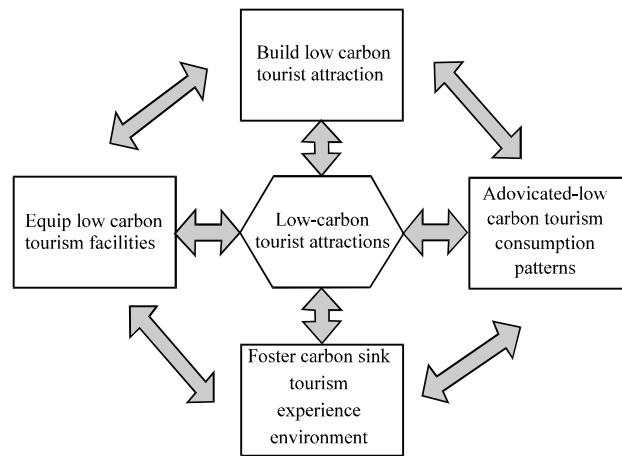 Build low carbon
tourist attraction
Equip low carbon
tourism facilities
Low-carbon
tourist attractions
Adovicated-low
carbon tourism
consumption
patterns
Foster carbon sink
tourism
experience
environment